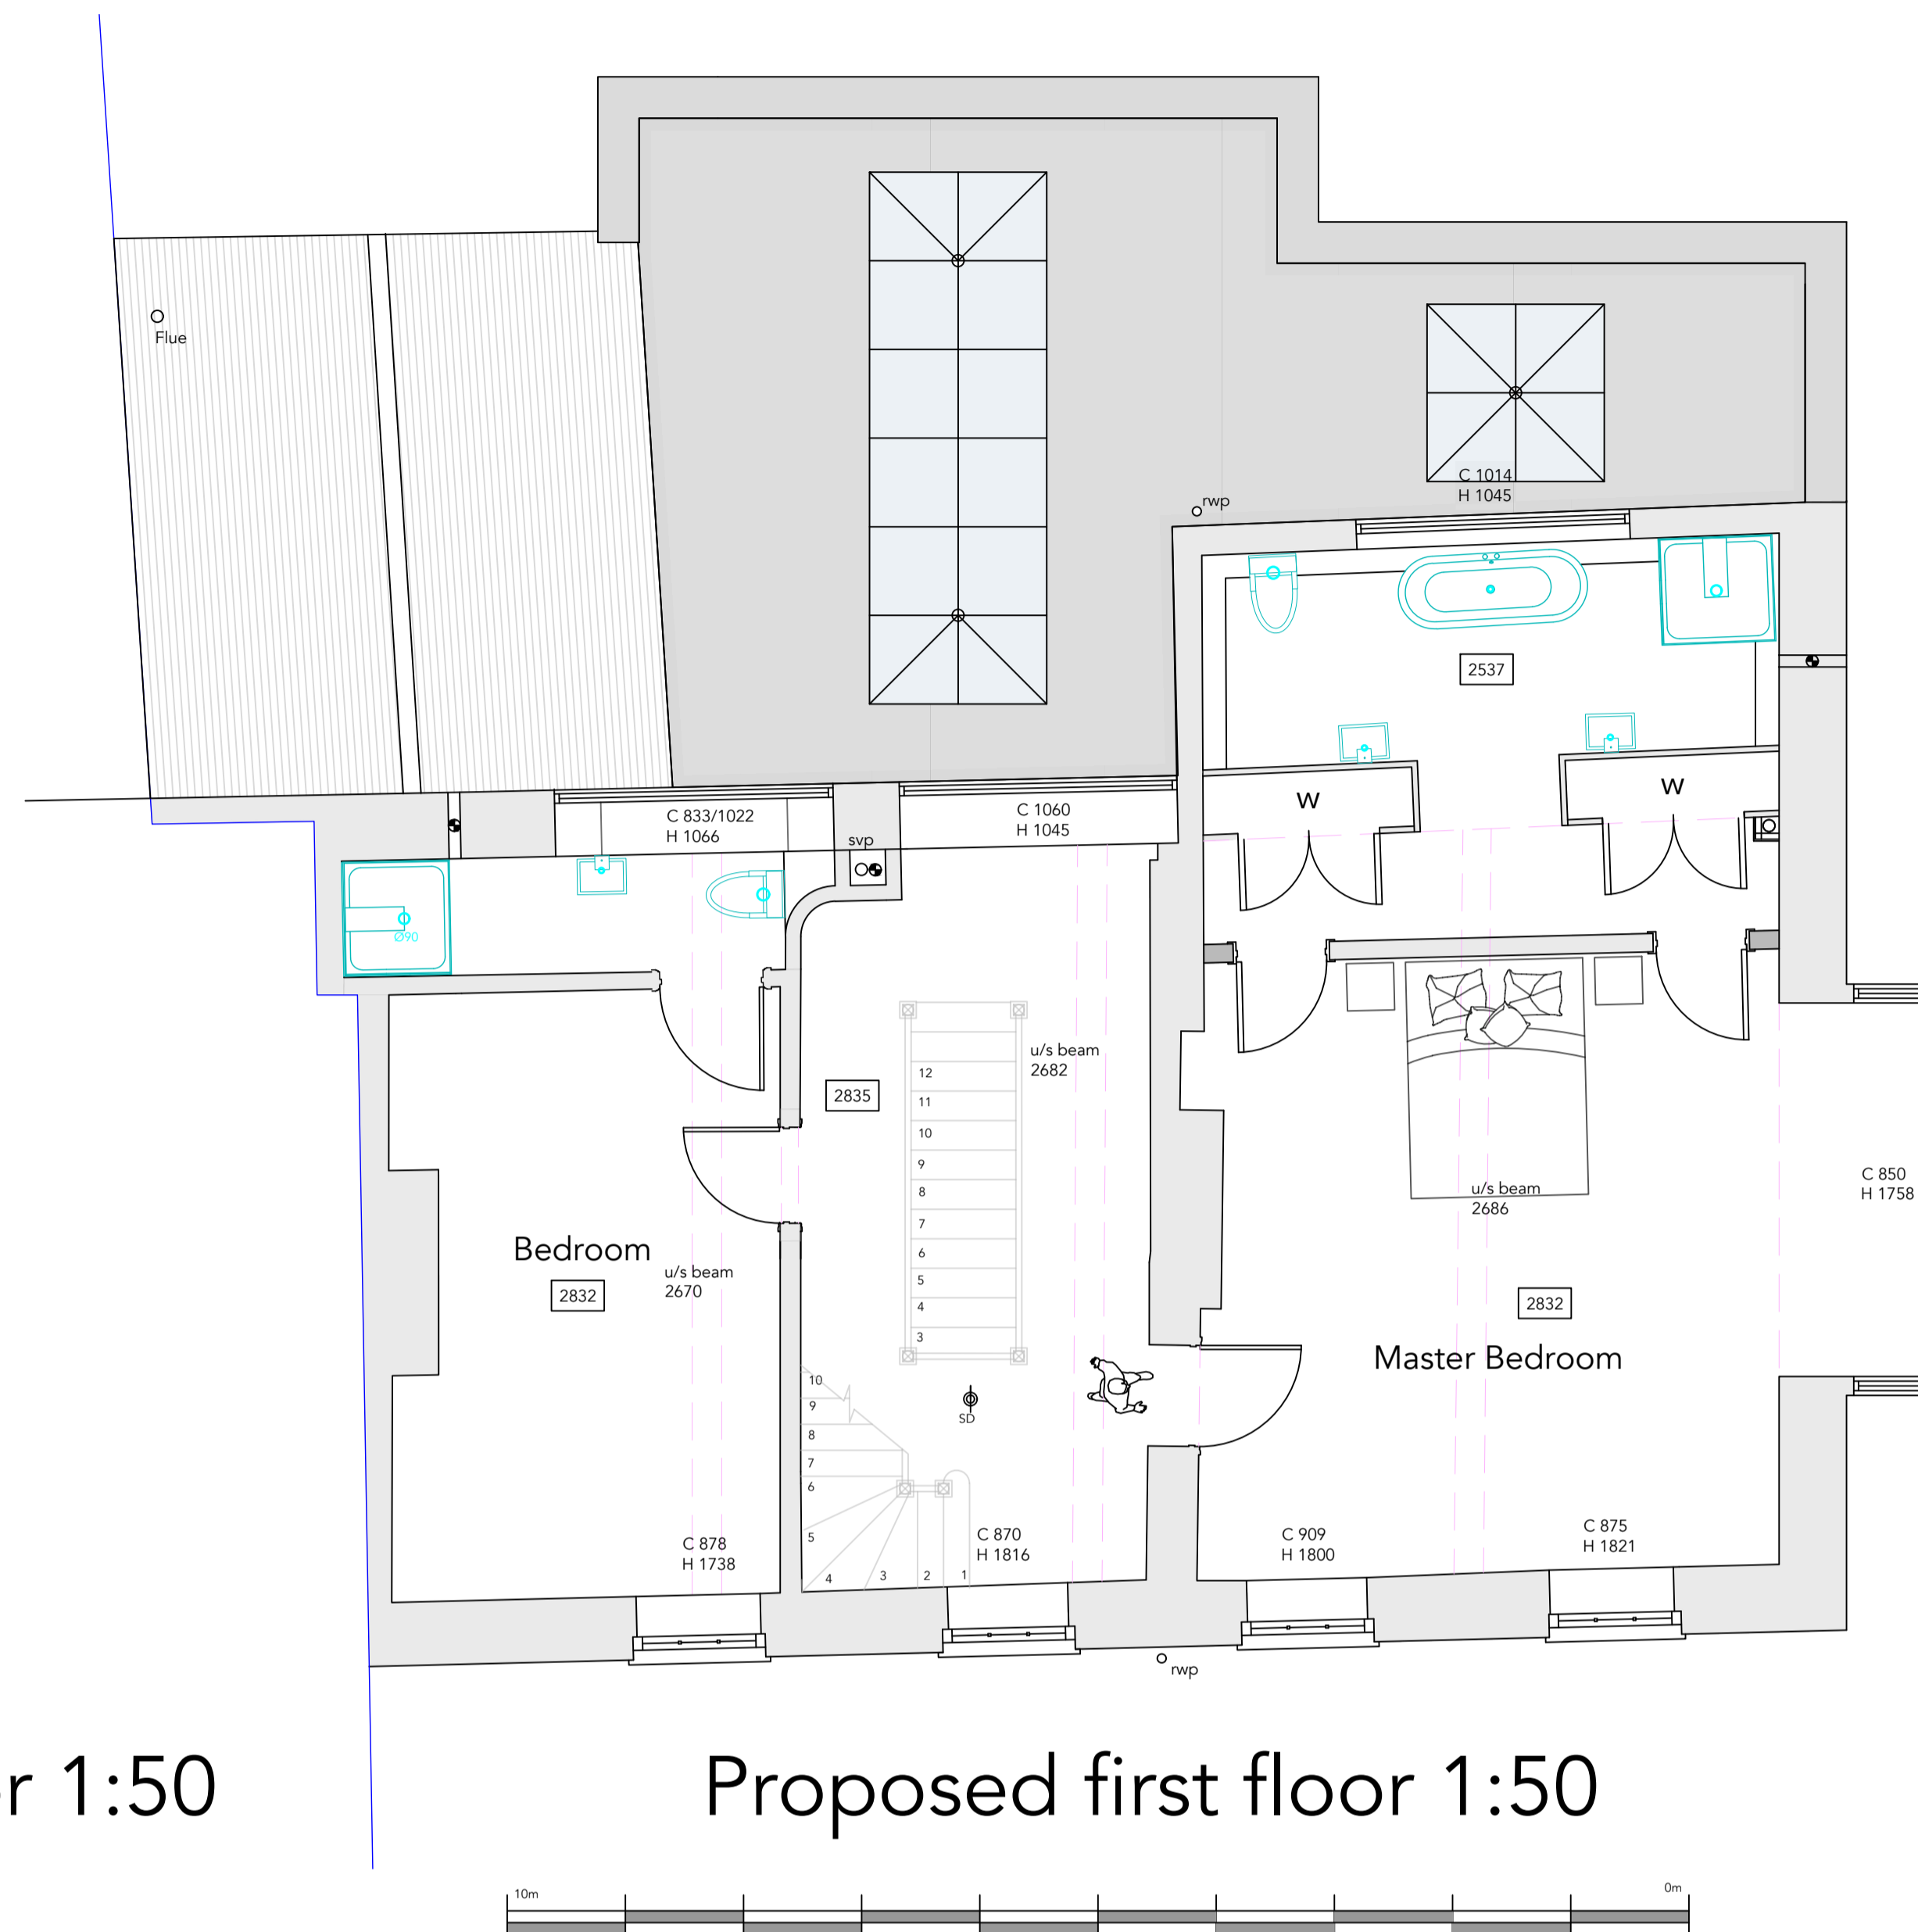 Flue
C 1014
H 1045
rwp
2537
W
W
C 833/1022
H 1066
svp
C 1060
H 1045
Ø90
u/s beam
2682
12
11
10
9
8
7
6
5
4
3
2835
C 850
H 1758
u/s beam
2686
Bedroom
2832
u/s beam
2670
2832
Master Bedroom
10
9
8
7
6
5
4
3
2
1
SD
C 878
H 1738
C 870
H 1816
C 909
H 1800
C 875
H 1821
rwp
r 1:50
Proposed first floor 1:50
10m
0m